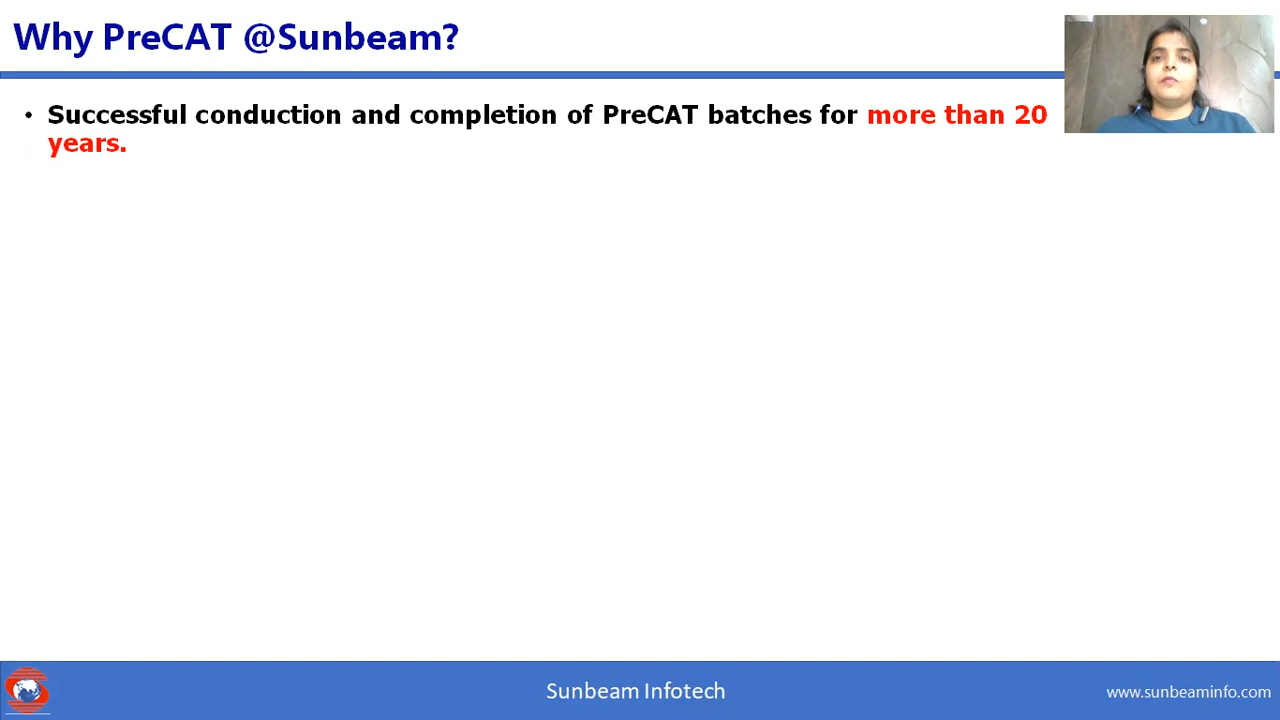 Why PreCAT @Sunbeam?
• Successful conduction and completion of PreCAT batches for more than 20
years.
Sunbeam Infotech
www.sunbeaminfo.com